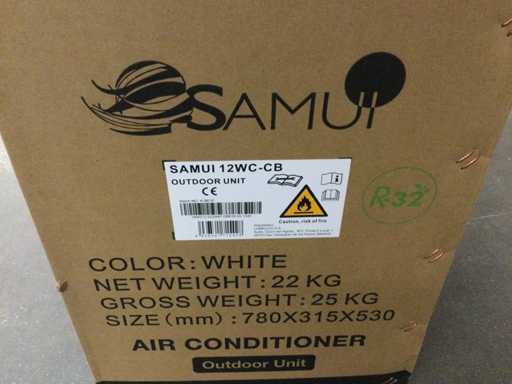 SAMUI
SAMUI 12WC-CB
OUTDOOR UNIT
CE
Caution, risk of fire
R-32
COLOR: WHITE
NET WEIGHT: 22 KG
GROSS WEIGHT: 25 KG
SIZE(mm) :780X315X530
AIR CONDITIONER
Outdoor Unit